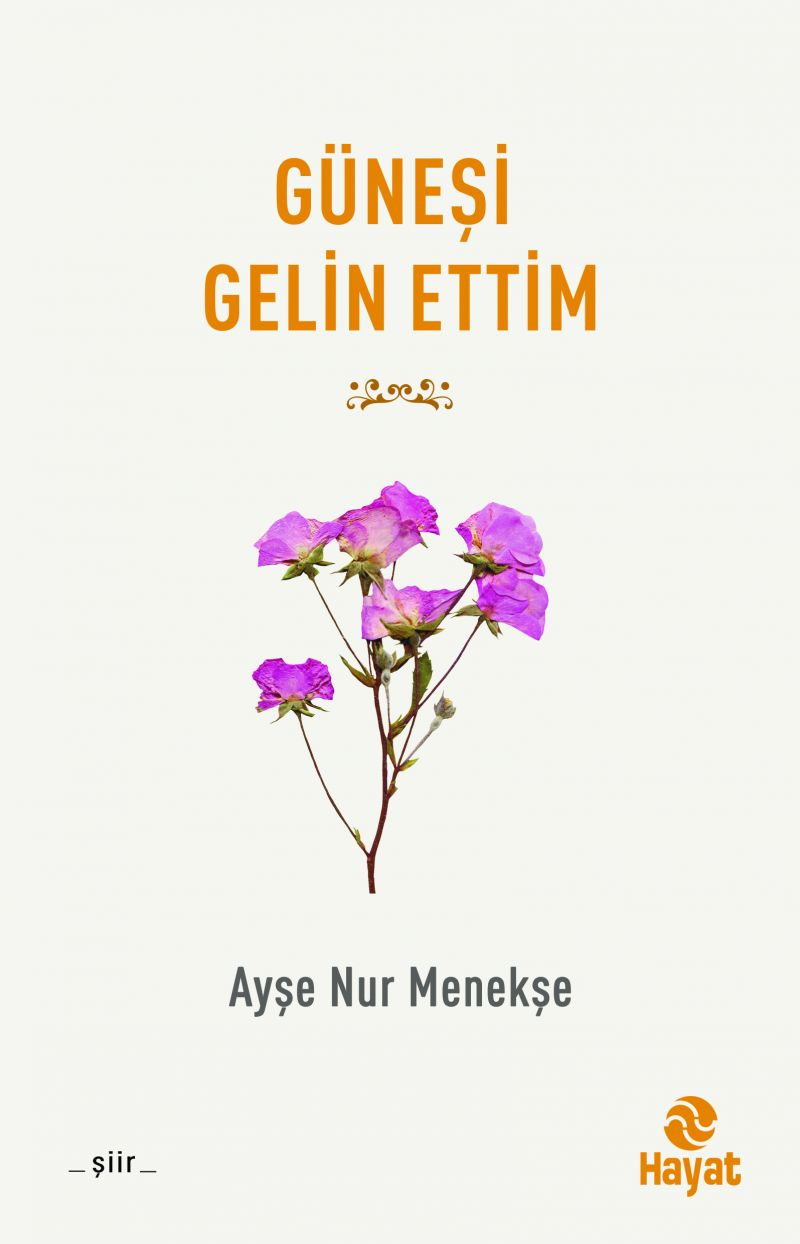 GÜNEŞİ
GELİN ETTİM
Ayşe Nur Menekşe
_şiir_
Hayat